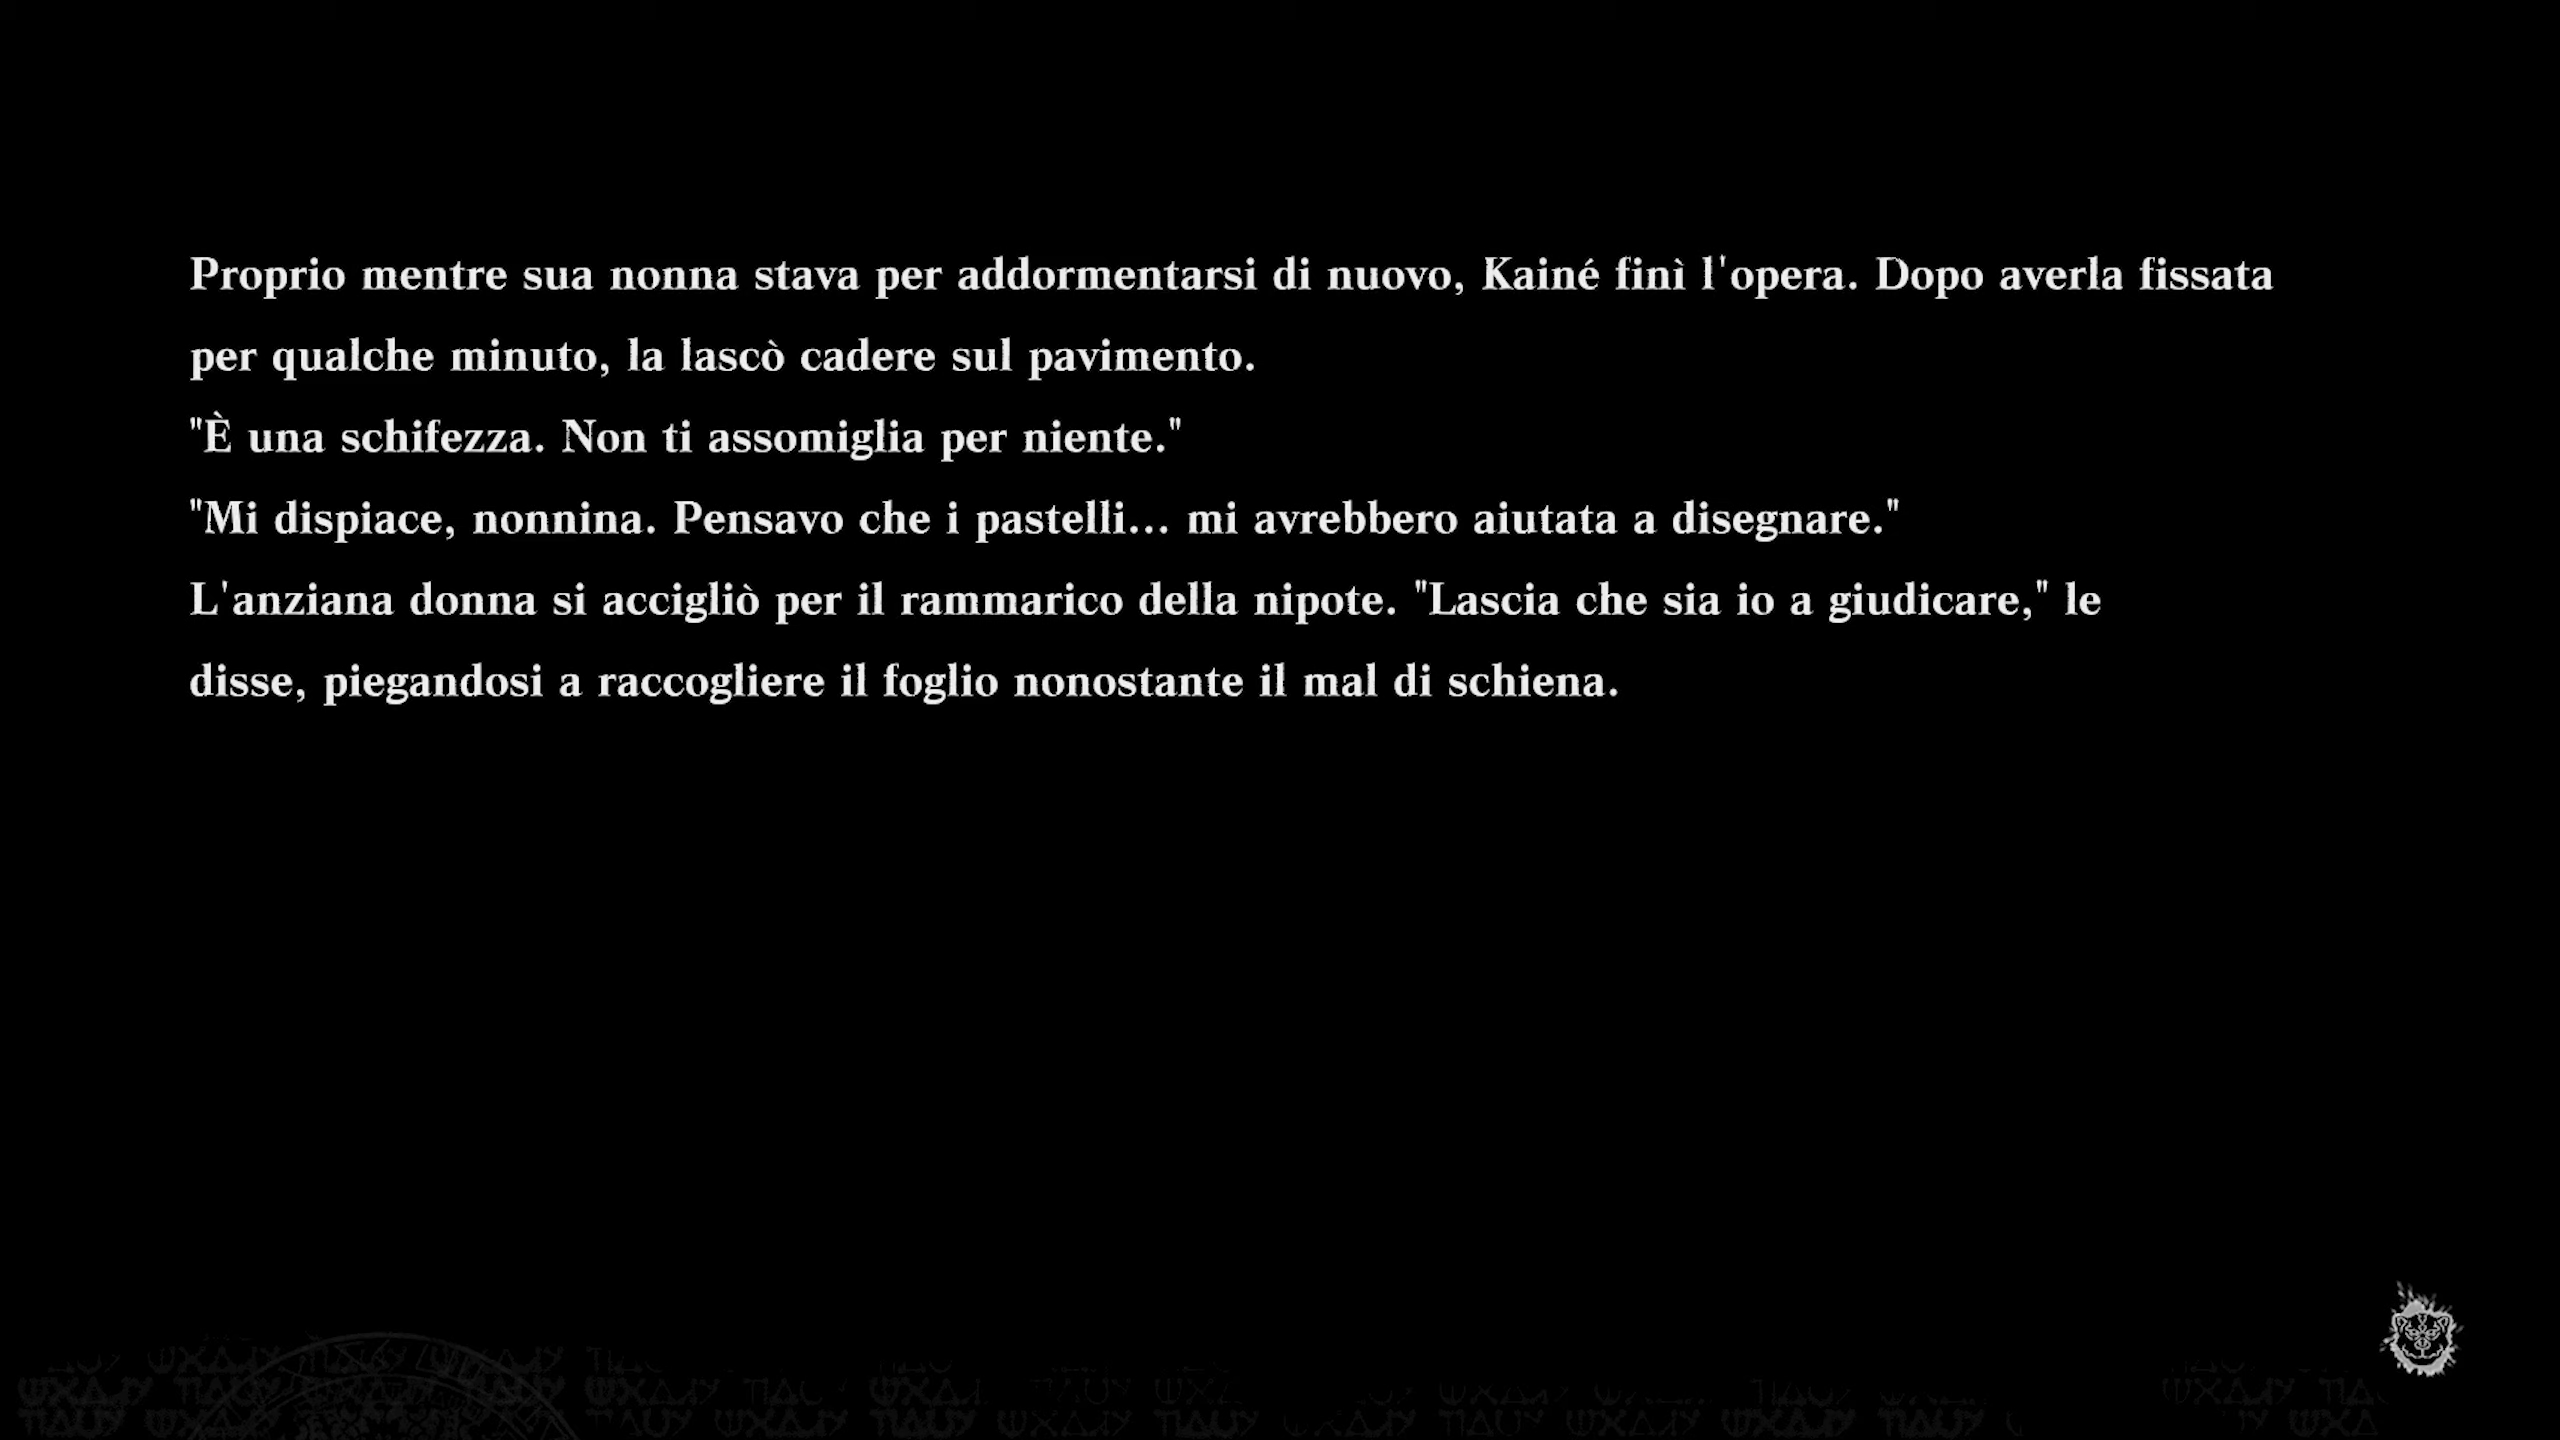 Proprio mentre sua nonna stava per addormentarsi di nuovo, Kainé finì l'opera. Dopo averla fissata
per qualche minuto, la lascò cadere sul pavimento.
"È una schifezza. Non ti assomiglia per niente."
"Mi dispiace, nonnina. Pensavo che i pastelli... mi avrebbero aiutata a disegnare."
L'anziana donna si accigliò per il rammarico della nipote. "Lascia che sia io a giudicare," le
disse, piegandosi a raccogliere il foglio nonostante il mal di schiena.